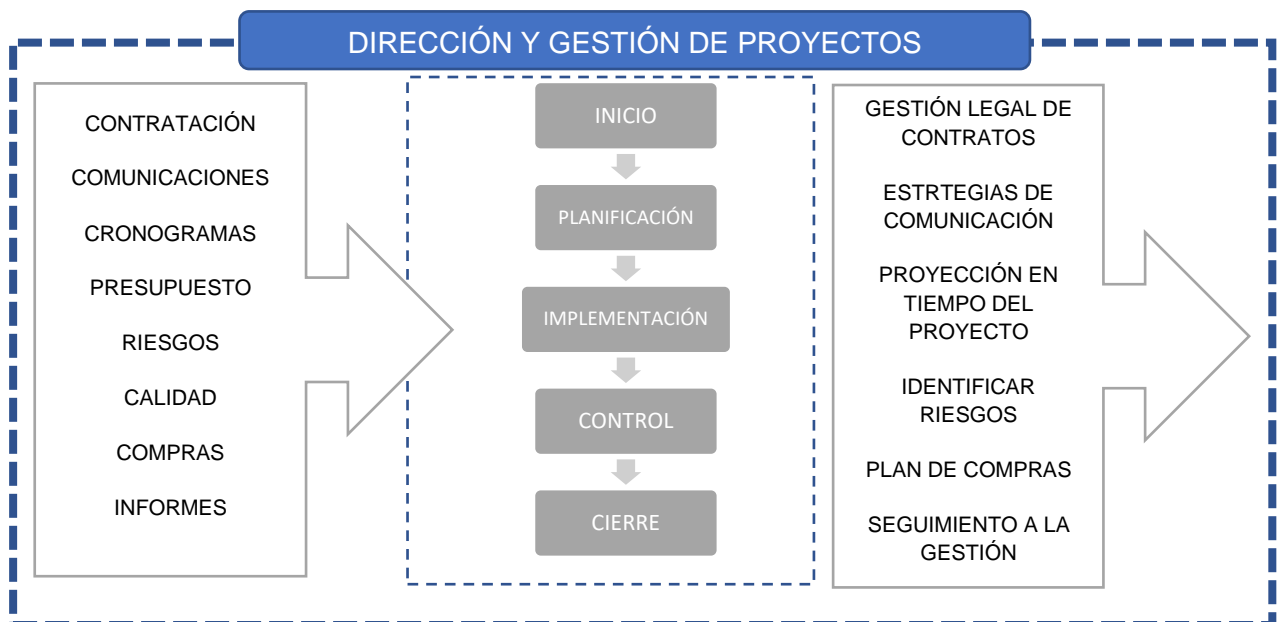 DIRECCIÓN Y GESTIÓN DE PROYECTOS
CONTRATACIÓN
COMUNICACIONES
CRONOGRAMAS
PRESUPUESTO
RIESGOS
CALIDAD
COMPRAS
INFORMES
INICIO
PLANIFICACIÓN
IMPLEMENTACIÓN
CONTROL
CIERRE
GESTIÓN LEGAL DE
CONTRATOS
ESTRTEGIAS DE
COMUNICACIÓN
PROYECCIÓN EN
TIEMPO DEL
PROYECTO
IDENTIFICAR
RIESGOS
PLAN DE COMPRAS
SEGUIMIENTO A LA
GESTIÓN